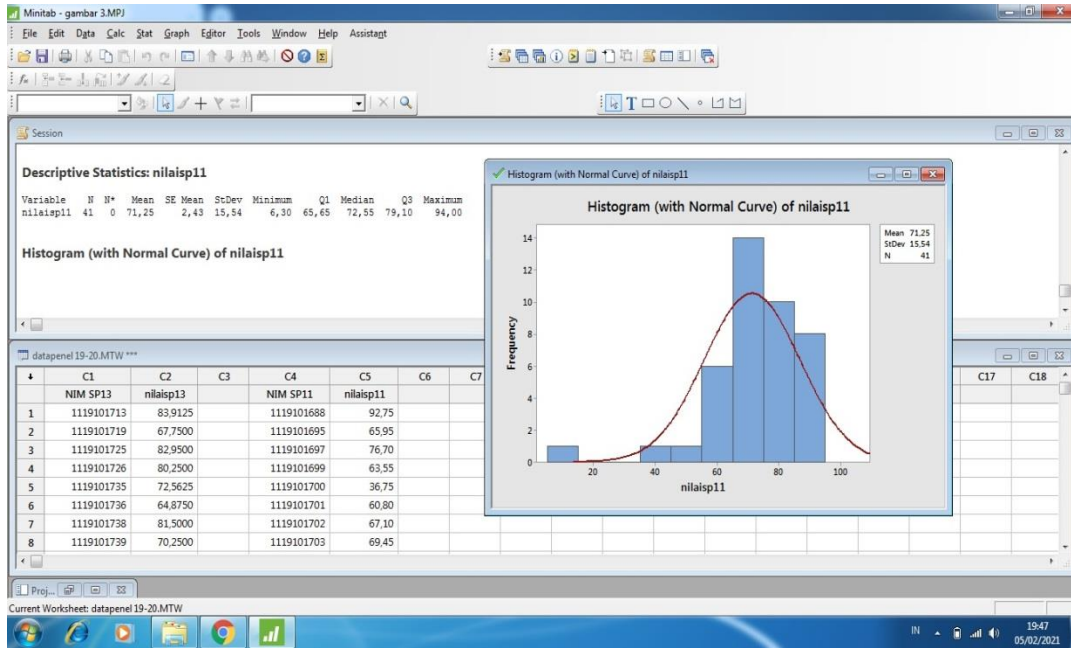 Minitab - gambar 3.MPJ
File Edit Data Calc Stat Graph Editor Tools Window Help Assistant
Session
Descriptive Statistics: nilaisp11
Variable N N* Mean SE Mean StDev Minimum Q1 Median Q3 Maximum
nilaisp11 41 0 71,25 2,43 15,54 6,30 65,65 72,55 79,10 94,00
Histogram (with Normal Curve) of nilaisp11
Histogram (with Normal Curve) of nilaisp11
Histogram (with Normal Curve) of nilaisp11
Mean 71,25
StDev 15,54
N 41
Frequency
14
12
10
8
6
4
2
0
20 40 60 80 100
nilaisp11
datapenel 19-20.MTW ***
C1 C2 C3 C4 C5 C6 C7 C17 C18
NIM SP13 nilaisp13 NIM SP11 nilaisp11
1 1119101713 83,9125 1119101688 92,75
2 1119101719 67,7500 1119101695 65,95
3 1119101725 82,9500 1119101697 76,70
4 1119101726 80,2500 1119101699 63,55
5 1119101735 72,5625 1119101700 36,75
6 1119101736 64,8750 1119101701 60,80
7 1119101738 81,5000 1119101702 67,10
8 1119101739 70,2500 1119101703 69,45
Proj...
Current Worksheet: datapenel 19-20.MTW
IN
19:47
05/02/2021